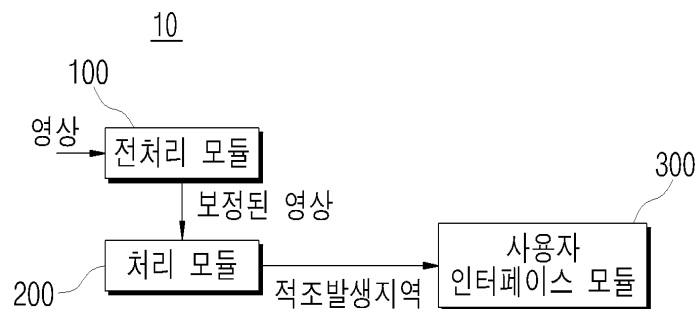 10
100
영상
전처리 모듈
보정된 영상
300
처리 모듈
200
적조발생지역
사용자
인터페이스 모듈